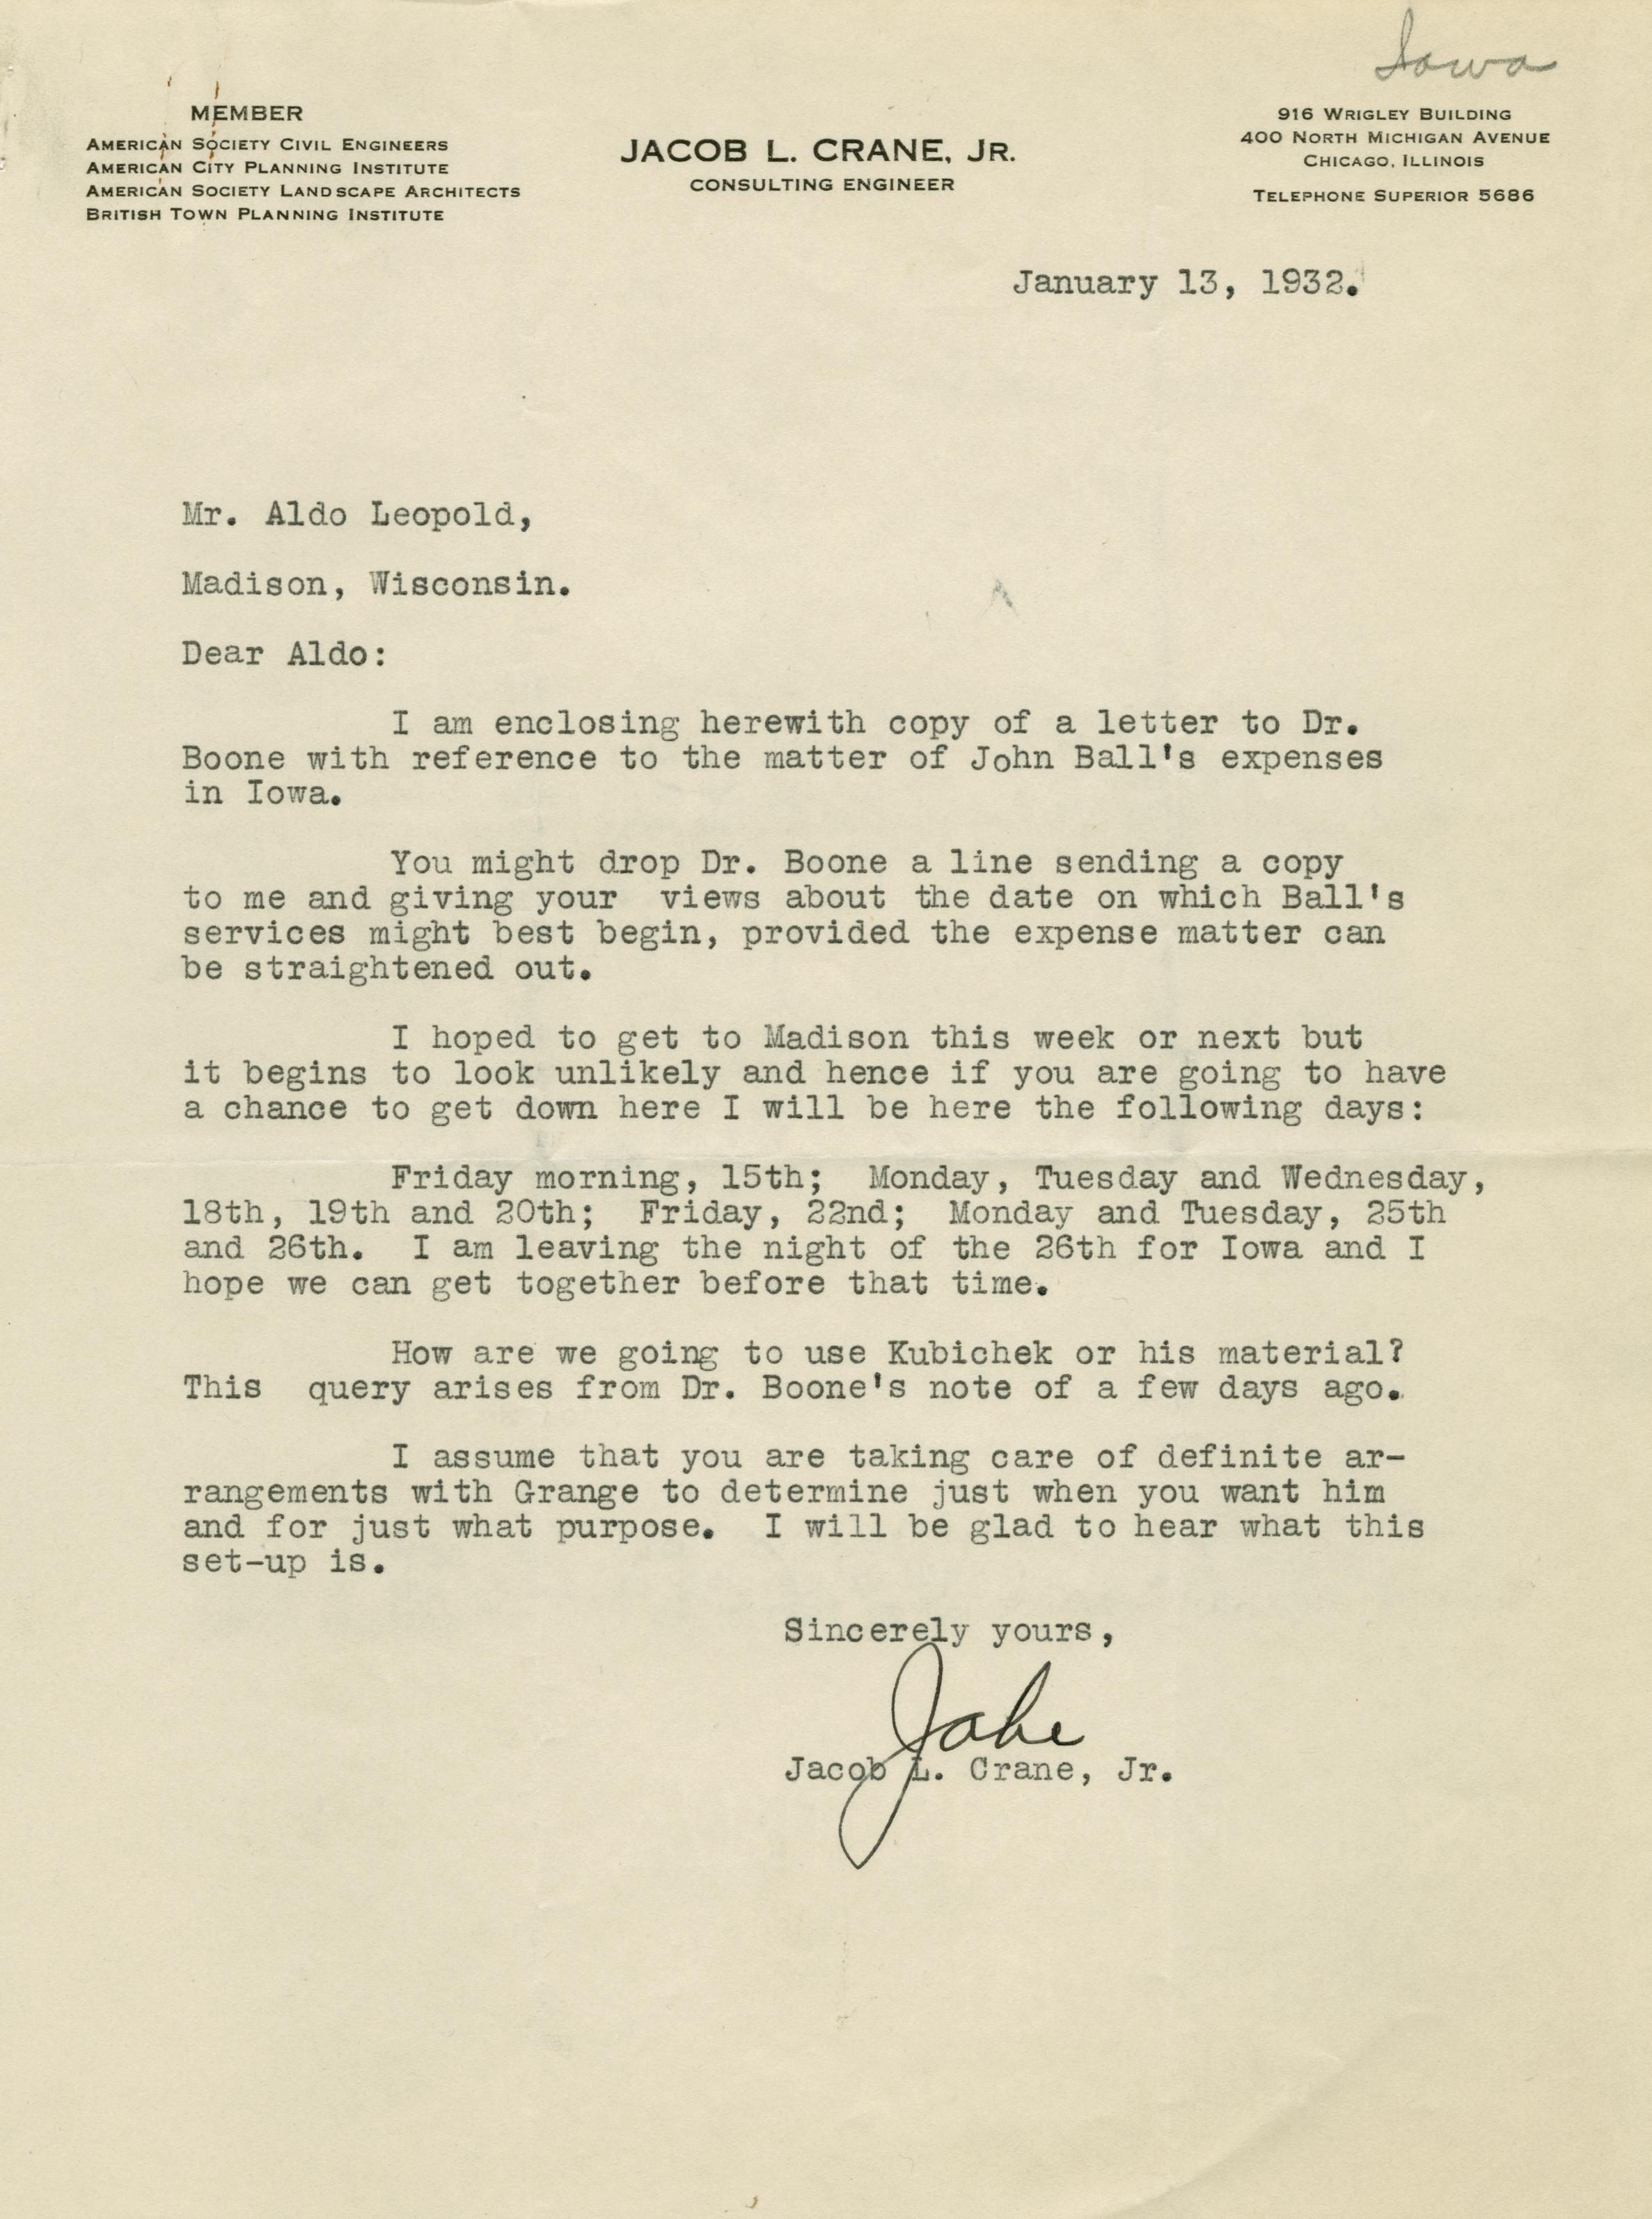 Iowa
MEMBER
AMERICAN SOCIETY CIVIL ENGINEERS
AMERICAN CITY PLANNING INSTITUTE
AMERICAN SOCIETY LANDSCAPE ARCHITECTS
BRITISH TOWN PLANNING INSTITUTE
JACOB L. CRANE, JR.
CONSULTING ENGINEER
916 WRIGLEY BUILDING
400 NORTH MICHIGAN AVENUE
CHICAGO, ILLINOIS
TELEPHONE SUPERIOR 5686
January 13, 1932.
Mr. Aldo Leopold,
Madison, Wisconsin.
Dear Aldo:
I am enclosing herewith copy of a letter to Dr.
Boone with reference to the matter of John Ball's expenses
in Iowa.
You might drop Dr. Boone a line sending a copy
to me and giving your views about the date on which Ball's
services might best begin, provided the expense matter can
be straightened out.
I hoped to get to Madison this week or next but
it begins to look unlikely and hence if you are going to have
a chance to get down here I will be here the following days:
Friday morning, 15th; Monday, Tuesday and Wednesday,
18th, 19th and 20th; Friday, 22nd; Monday and Tuesday, 25th
and 26th. I am leaving the night of the 26th for Iowa and I
hope we can get together before that time.
How are we going to use Kubichek or his material?
This query arises from Dr. Boone's note of a few days ago.
I assume that you are taking care of definite ar-
rangements with Grange to determine just when you want him
and for just what purpose. I will be glad to hear what this
set-up is.
Sincerely yours,
Jake
Jacob L. Crane, Jr.